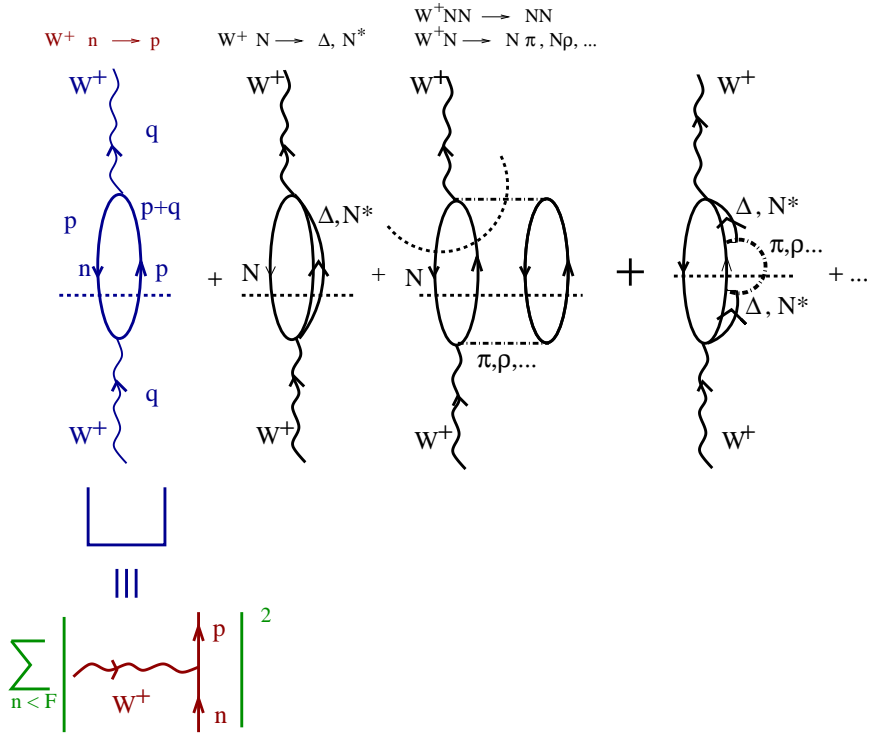 W⁺NN → NN
W⁺ n → p
W⁺ N → Δ, N*
W⁺N → N π , Nρ, ...
W⁺
W⁺
W⁺
W⁺
q
p
p+q
Δ, N*
Δ, N*
π,ρ...
n
p
+
N
+
N
+
+ ...
Δ, N*
π,ρ,...
q
W⁺
W⁺
W⁺
W⁺
2
p
∑
W⁺
n < F
n